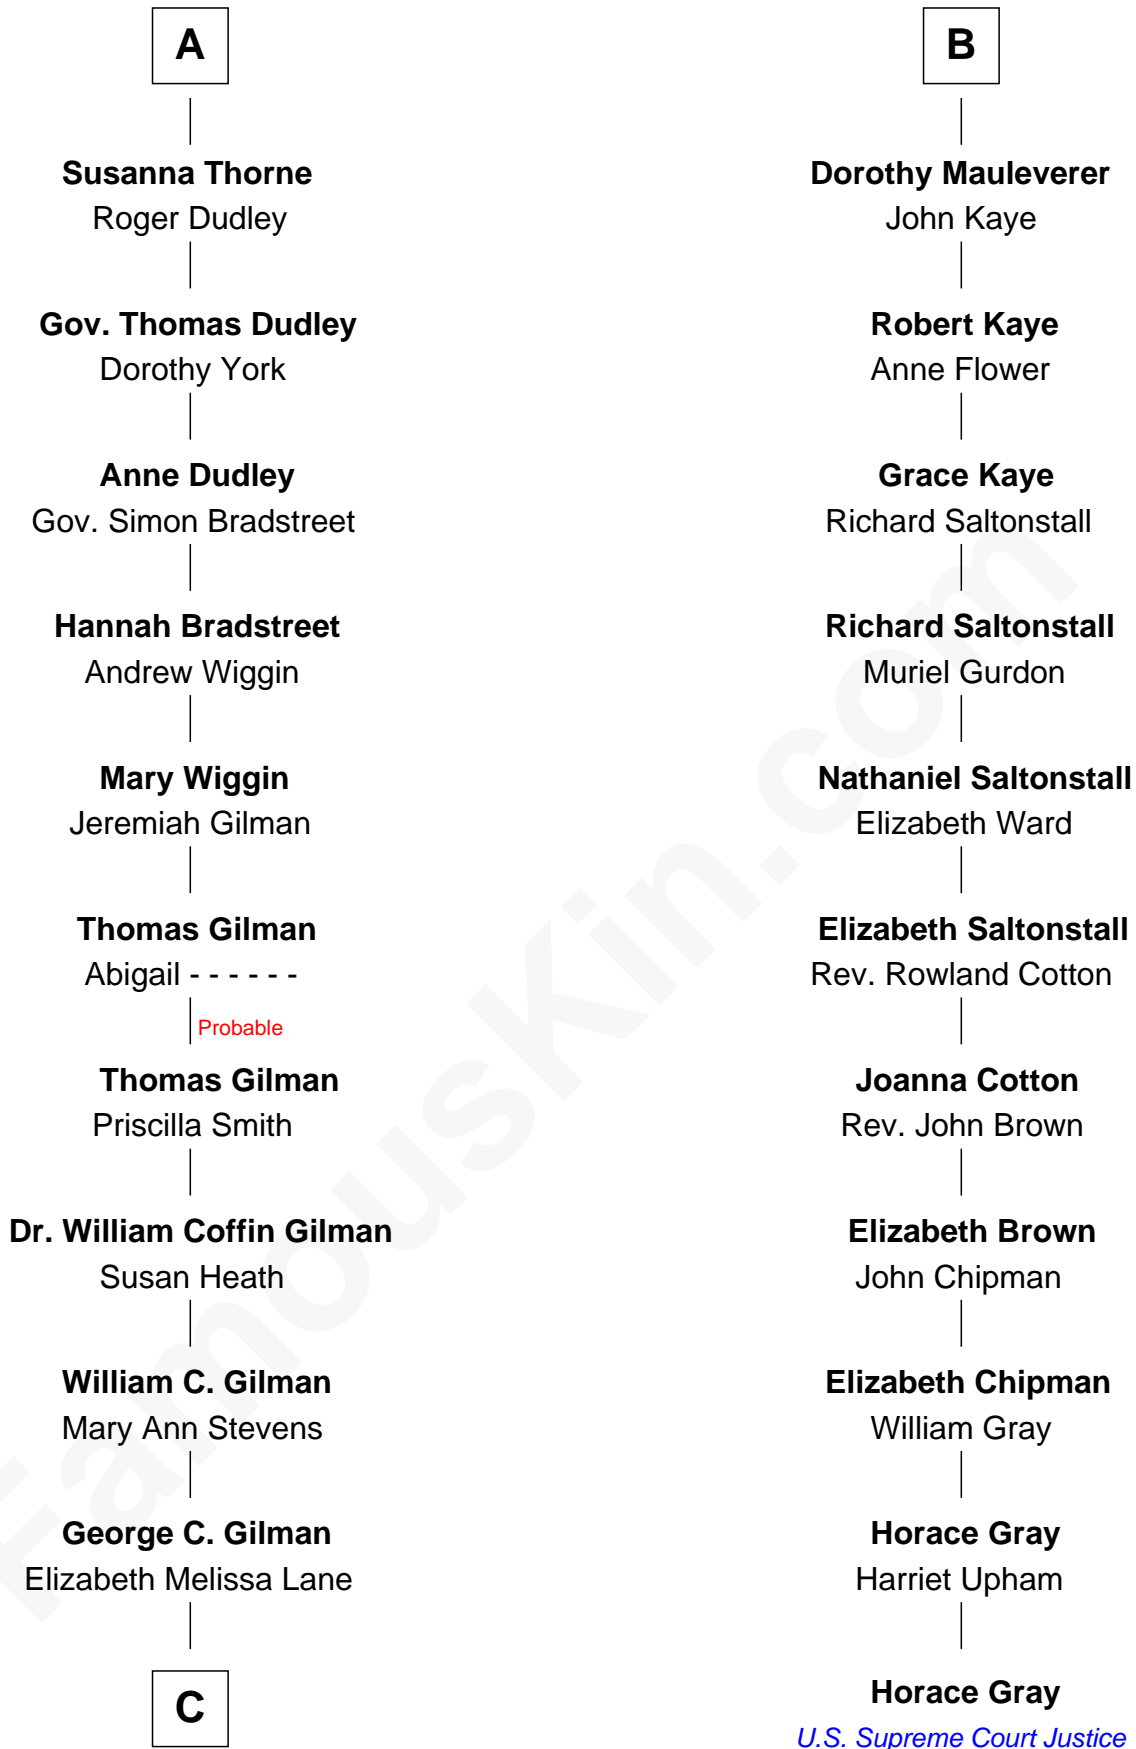 A
Susanna Thorne
Roger Dudley
Gov. Thomas Dudley
Dorothy York
Anne Dudley
Gov. Simon Bradstreet
Hannah Bradstreet
Andrew Wiggin
Mary Wiggin
Jeremiah Gilman
Thomas Gilman
Abigail - - - - - -
Probable
Thomas Gilman
Priscilla Smith
Dr. William Coffin Gilman
Susan Heath
William C. Gilman
Mary Ann Stevens
George C. Gilman
Elizabeth Melissa Lane
C
B
Dorothy Mauleverer
John Kaye
Robert Kaye
Anne Flower
Grace Kaye
Richard Saltonstall
Richard Saltonstall
Muriel Gurdon
Nathaniel Saltonstall
Elizabeth Ward
Elizabeth Saltonstall
Rev. Rowland Cotton
Joanna Cotton
Rev. John Brown
Elizabeth Brown
John Chipman
Elizabeth Chipman
William Gray
Horace Gray
Harriet Upham
Horace Gray
U.S. Supreme Court Justice
FamousKin.com